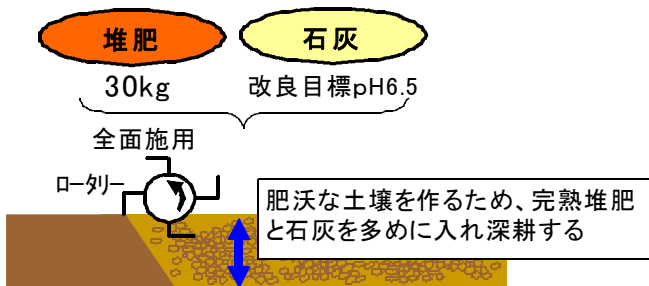 堆肥
石灰
30kg
改良目標pH6.5
全面施用
ロータリー
肥沃な土壌を作るため、完熟堆肥
と石灰を多めに入れ深耕する